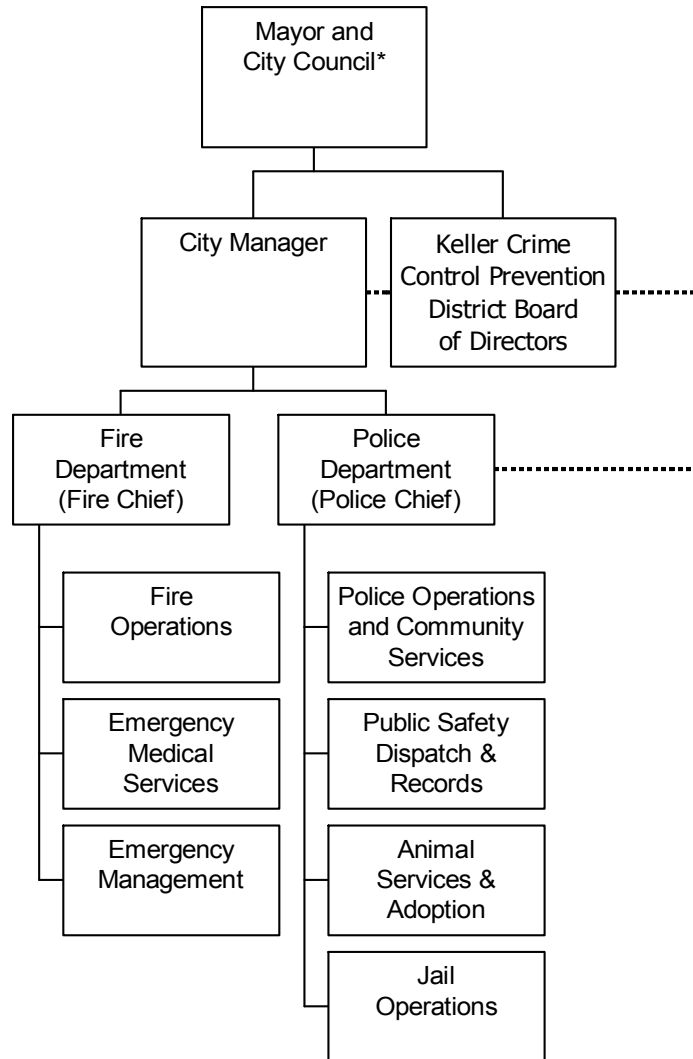 Mayor and
City Council*
City Manager
Keller Crime
Control Prevention
District Board
of Directors
Fire
Department
(Fire Chief)
Police
Department
(Police Chief)
Fire
Operations
Police Operations
and Community
Services
Emergency
Medical
Services
Public Safety
Dispatch &
Records
Emergency
Management
Animal
Services &
Adoption
Jail
Operations